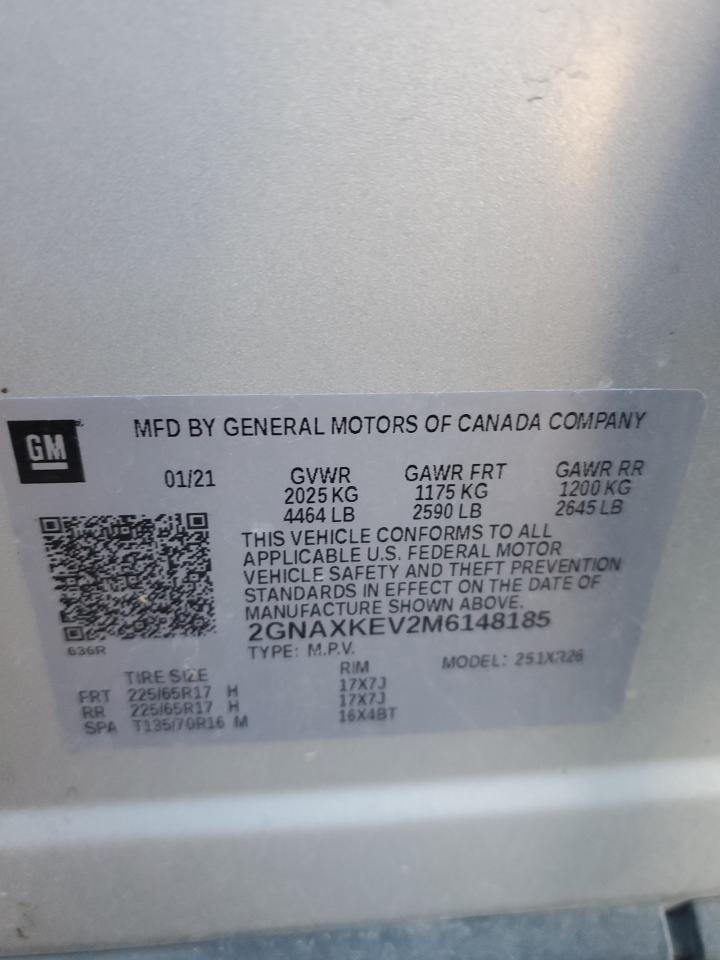 GM
MFD BY GENERAL MOTORS OF CANADA COMPANY
01/21 GVWR GAWR FRT GAWR RR
2025 KG 1175 KG 1200 KG
4464 LB 2590 LB 2645 LB
THIS VEHICLE CONFORMS TO ALL
APPLICABLE U.S. FEDERAL MOTOR
VEHICLE SAFETY AND THEFT PREVENTION
STANDARDS IN EFFECT ON THE DATE OF
MANUFACTURE SHOWN ABOVE.
2GNAXKEV2M6148185
636R
TYPE: M.P.V. MODEL: 251XR26
TIRE SIZE RIM
FRT 225/65R17 H 17X7J
RR 225/65R17 H 17X7J
SPA T135/70R16 M 16X4BT